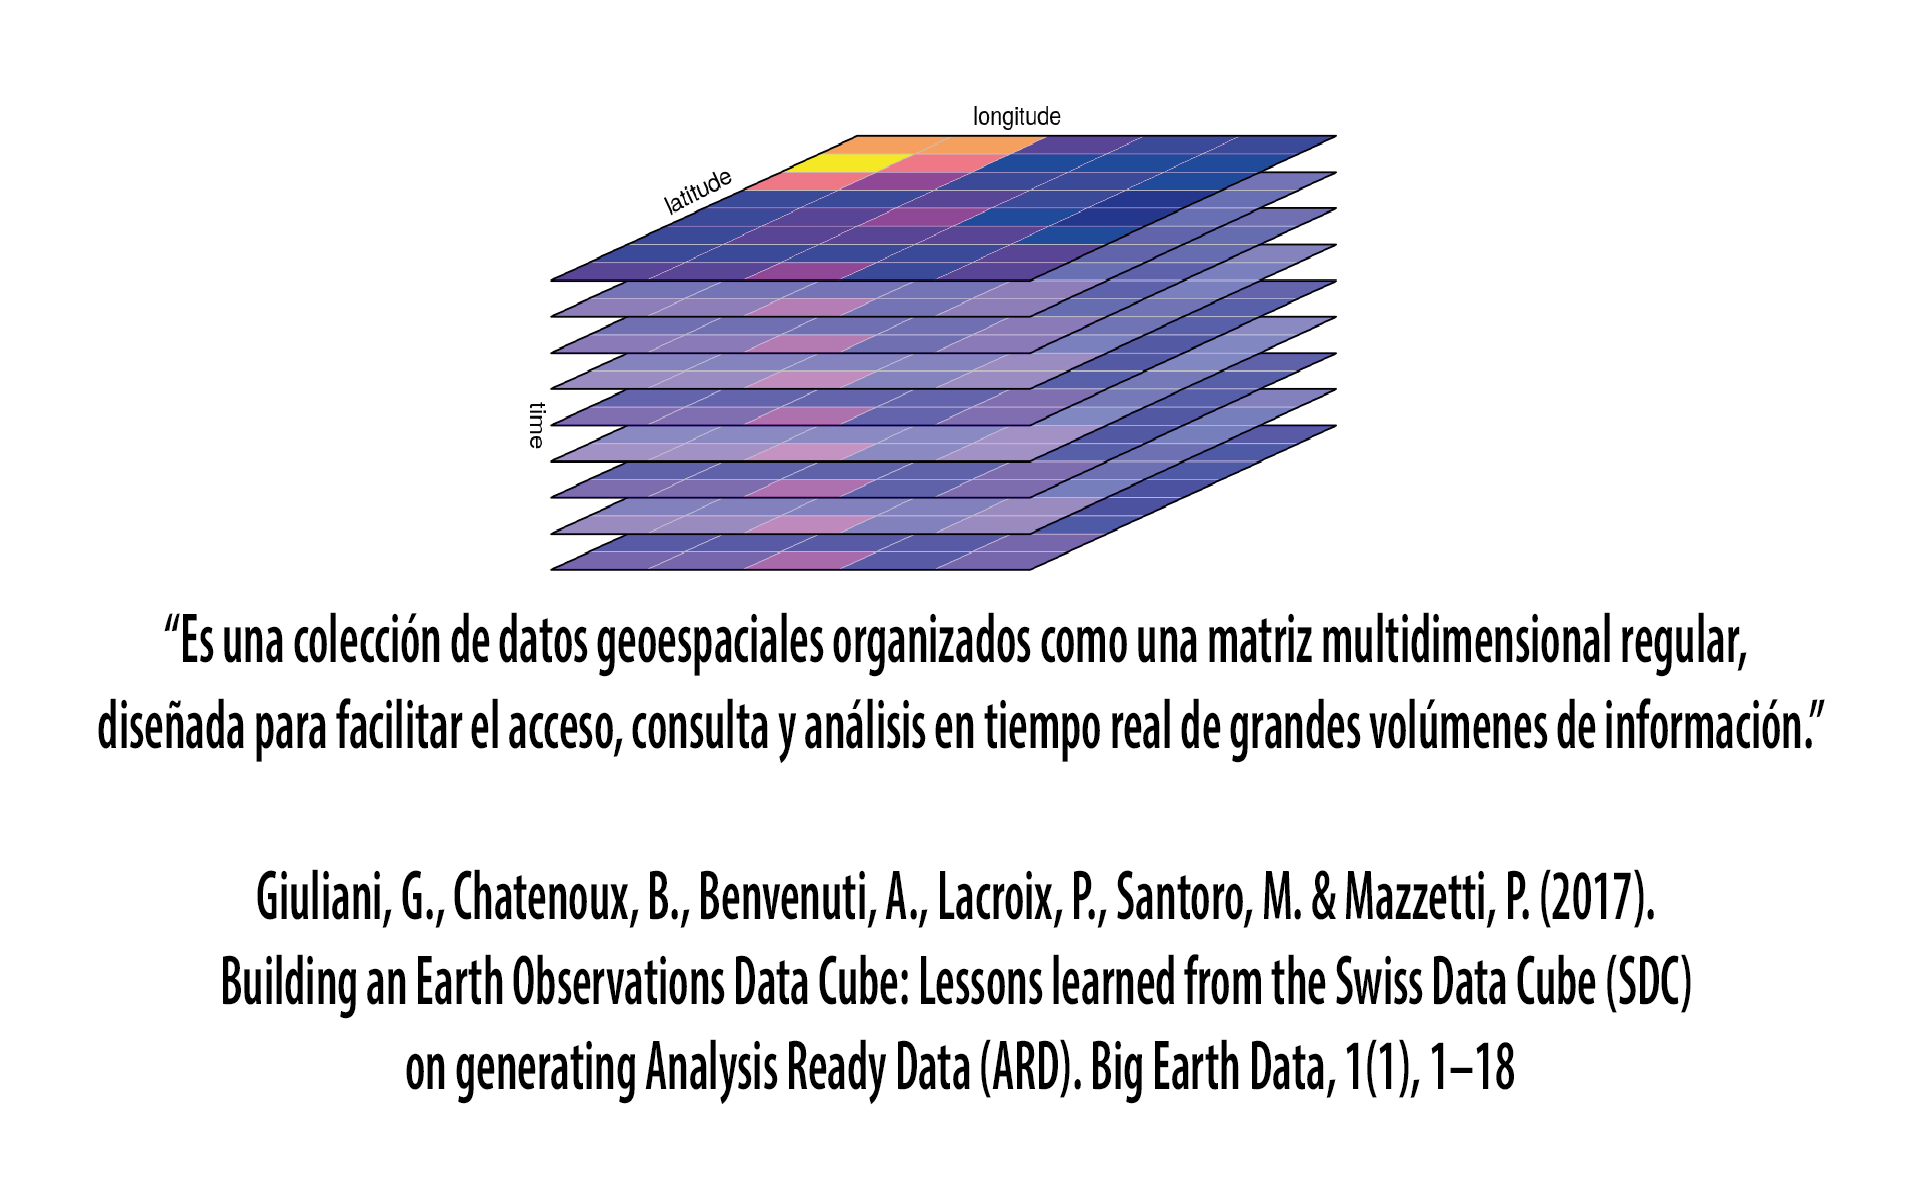 longitude
latitude
time
“Es una colección de datos geoespaciales organizados como una matriz multidimensional regular,
diseñada para facilitar el acceso, consulta y análisis en tiempo real de grandes volúmenes de información.”
Giuliani, G., Chatenoux, B., Benvenuti, A., Lacroix, P., Santoro, M. & Mazzetti, P. (2017).
Building an Earth Observations Data Cube: Lessons learned from the Swiss Data Cube (SDC)
on generating Analysis Ready Data (ARD). Big Earth Data, 1(1), 1–18